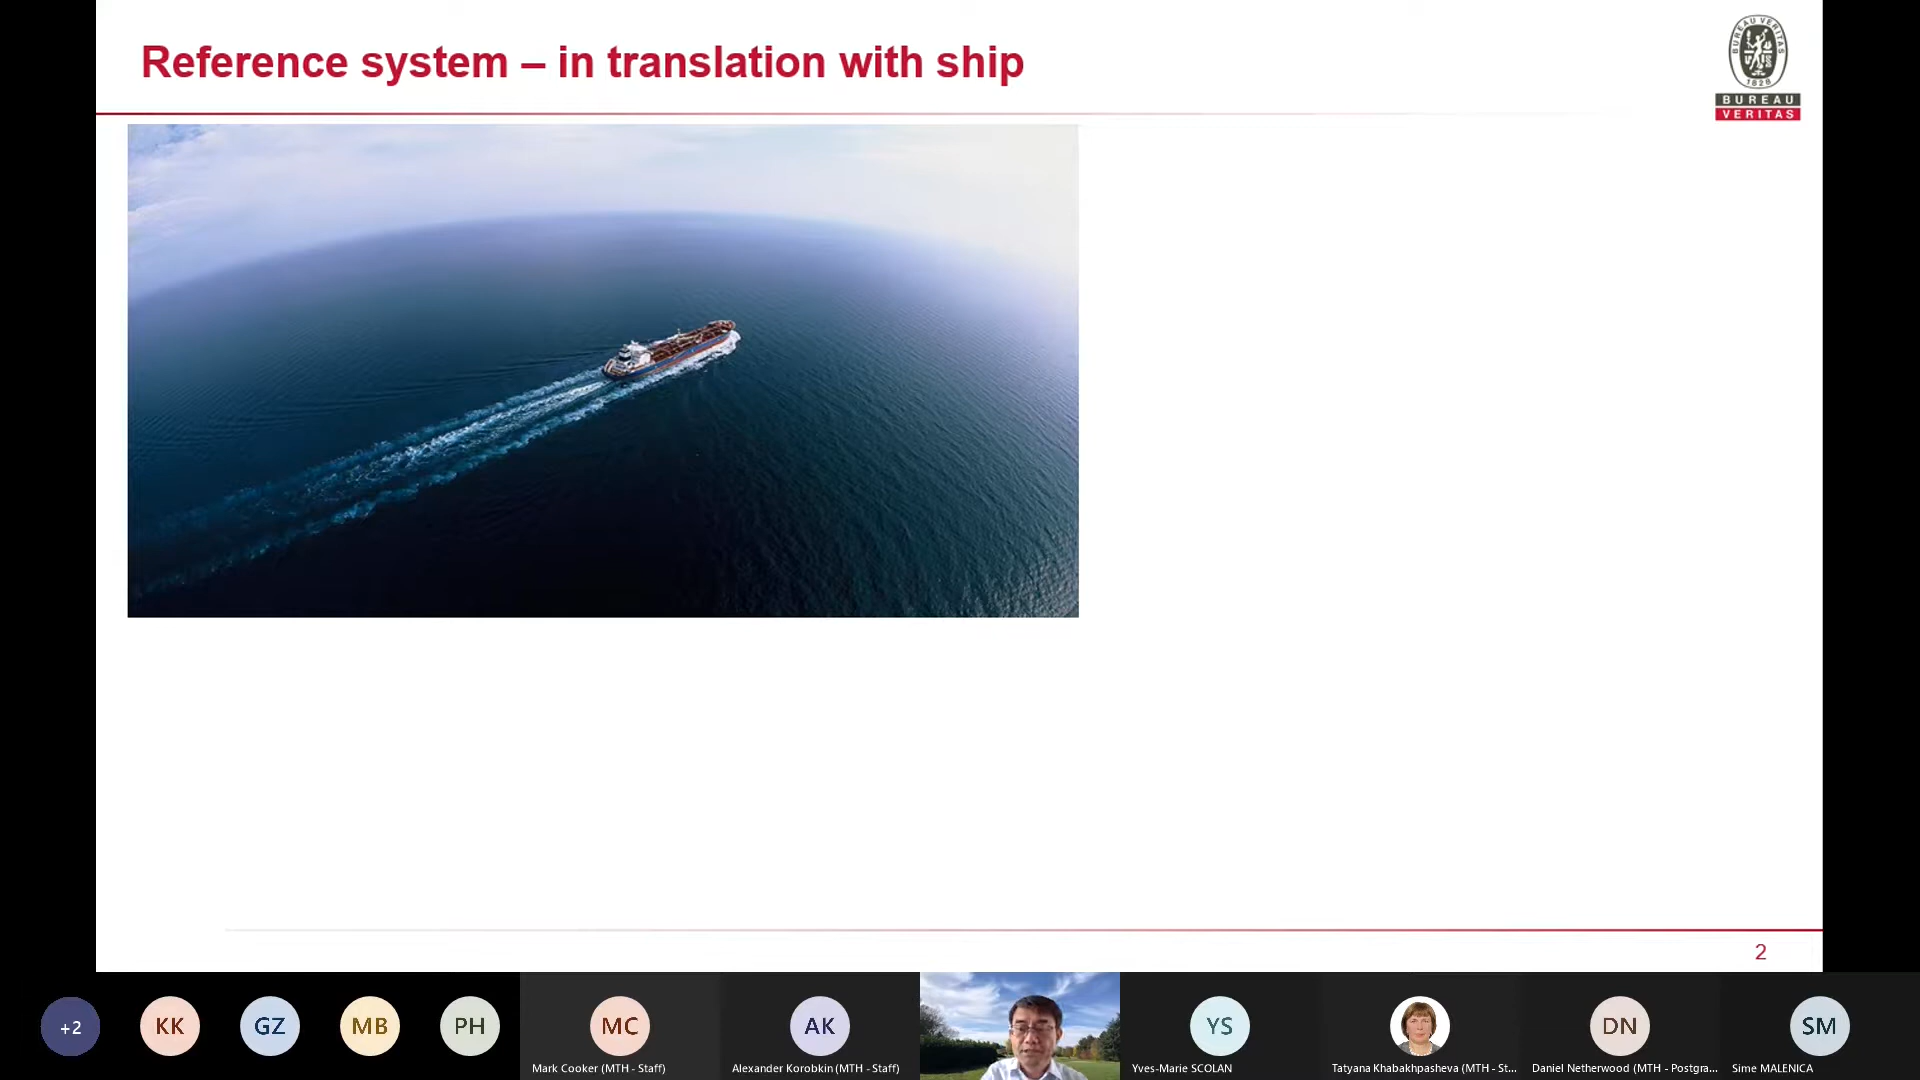 Reference system – in translation with ship
BUREAU VERITAS
1828
BUREAU
VERITAS
2
+2
KK
GZ
MB
PH
MC
AK
YS
DN
SM
Mark Cooker (MTH - Staff)
Alexander Korobkin (MTH - Staff)
Yves-Marie SCOLAN
Tatyana Khabakhpasheva (MTH - St...
Daniel Netherwood (MTH - Postgra...
Sime MALENICA